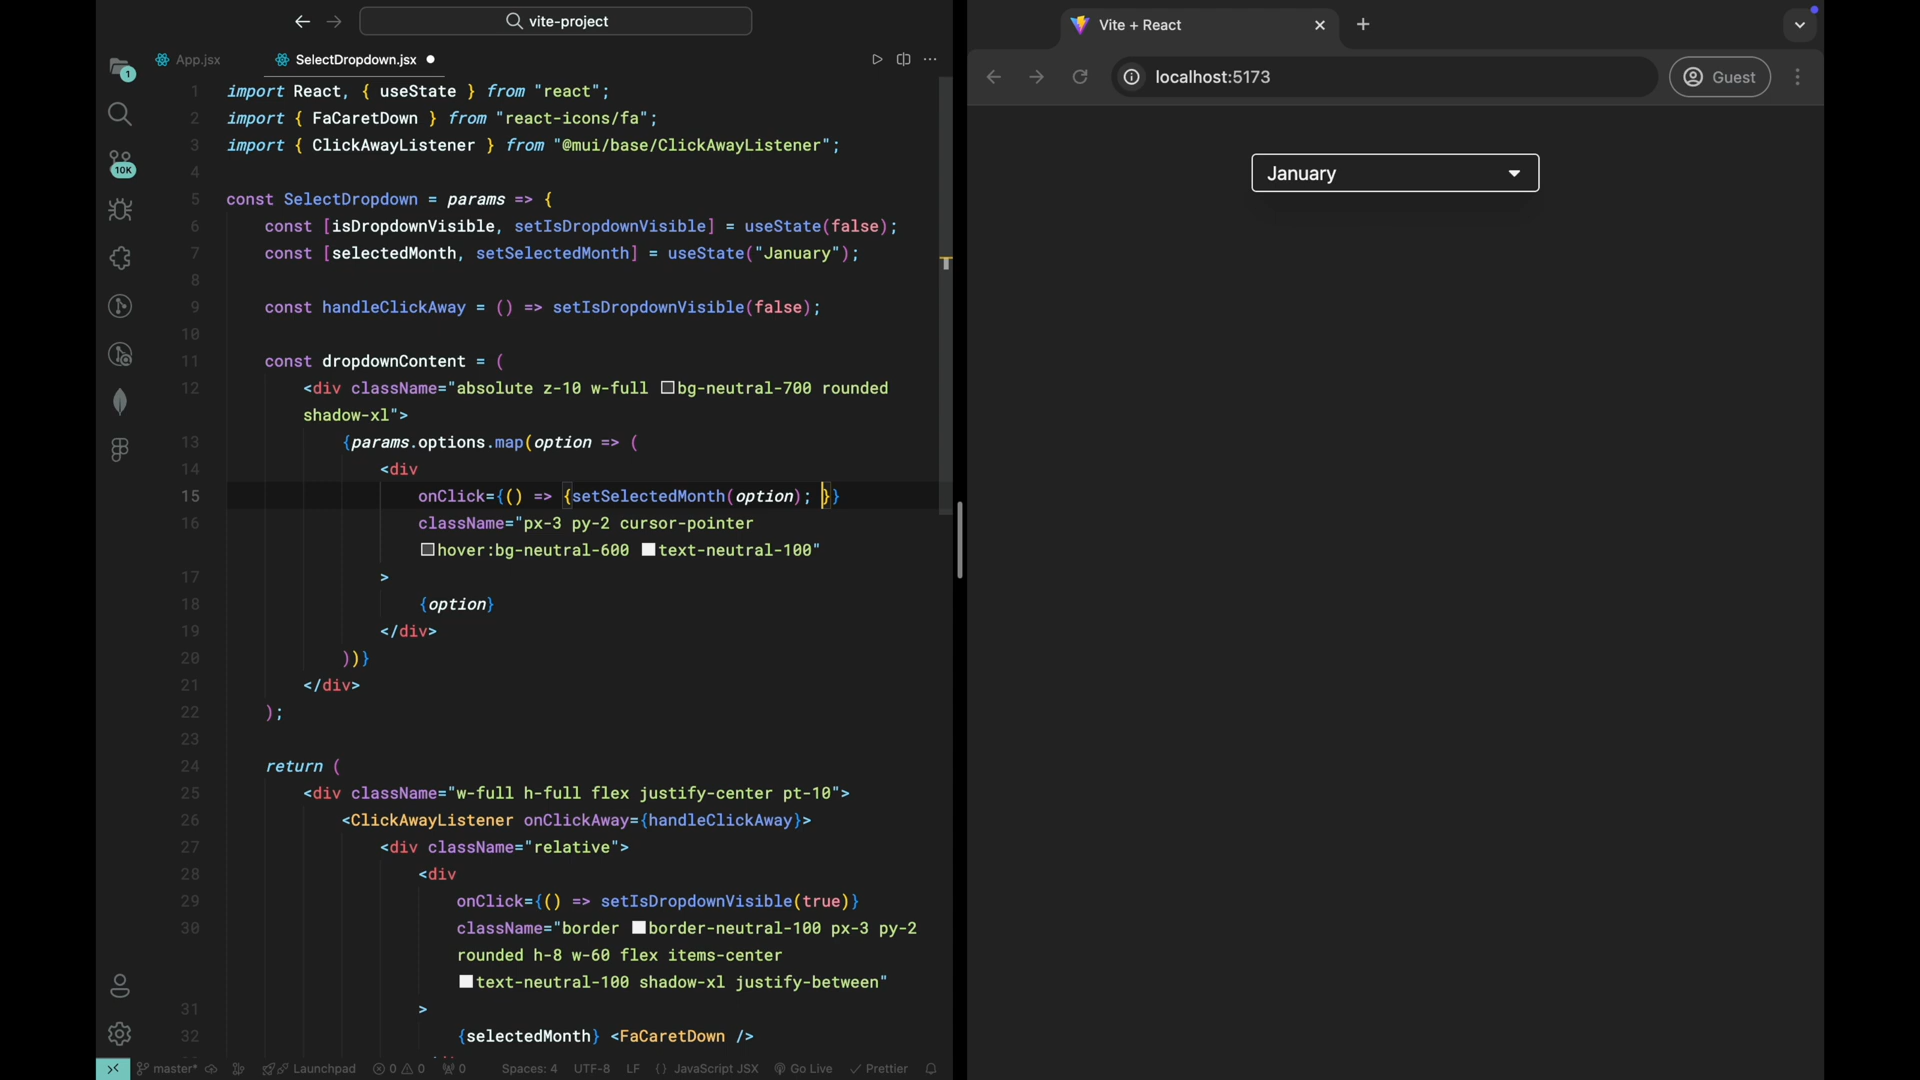 vite-project
App.jsx
SelectDropdown.jsx
1
10K
1 import React, { useState } from "react";
2 import { FaCaretDown } from "react-icons/fa";
3 import { ClickAwayListener } from "@mui/base/ClickAwayListener";
4
5 const SelectDropdown = params => {
6 const [isDropdownVisible, setIsDropdownVisible] = useState(false);
7 const [selectedMonth, setSelectedMonth] = useState("January");
8
9 const handleClickAway = () => setIsDropdownVisible(false);
10
11 const dropdownContent = (
12 <div className="absolute z-10 w-full bg-neutral-700 rounded
shadow-xl">
13 {params.options.map(option => (
14 <div
15 onClick={() => {setSelectedMonth(option); }}
16 className="px-3 py-2 cursor-pointer
hover:bg-neutral-600 text-neutral-100"
17 >
18 {option}
19 </div>
20 ))}
21 </div>
22 );
23
24 return (
25 <div className="w-full h-full flex justify-center pt-10">
26 <ClickAwayListener onClickAway={handleClickAway}>
27 <div className="relative">
28 <div
29 onClick={() => setIsDropdownVisible(true)}
30 className="border border-neutral-100 px-3 py-2
rounded h-8 w-60 flex items-center
text-neutral-100 shadow-xl justify-between"
31 >
32 {selectedMonth} <FaCaretDown />
master* Launchpad 0 0 0 Spaces: 4 UTF-8 LF {} JavaScript JSX Go Live Prettier
Vite + React
localhost:5173
Guest
January